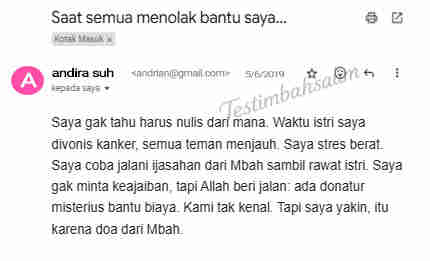 Saat semua menolak bantu saya...
Kotak Masuk x
A
andira suh <andrian@gmail.com> 5/6/2019
kepada saya
Testimbahsalam
Saya gak tahu harus nulis dari mana. Waktu istri saya
divonis kanker, semua teman menjauh. Saya stres berat.
Saya coba jalani ijasahan dari Mbah sambil rawat istri. Saya
gak minta keajaiban, tapi Allah beri jalan: ada donatur
misterius bantu biaya. Kami tak kenal. Tapi saya yakin, itu
karena doa dari Mbah.